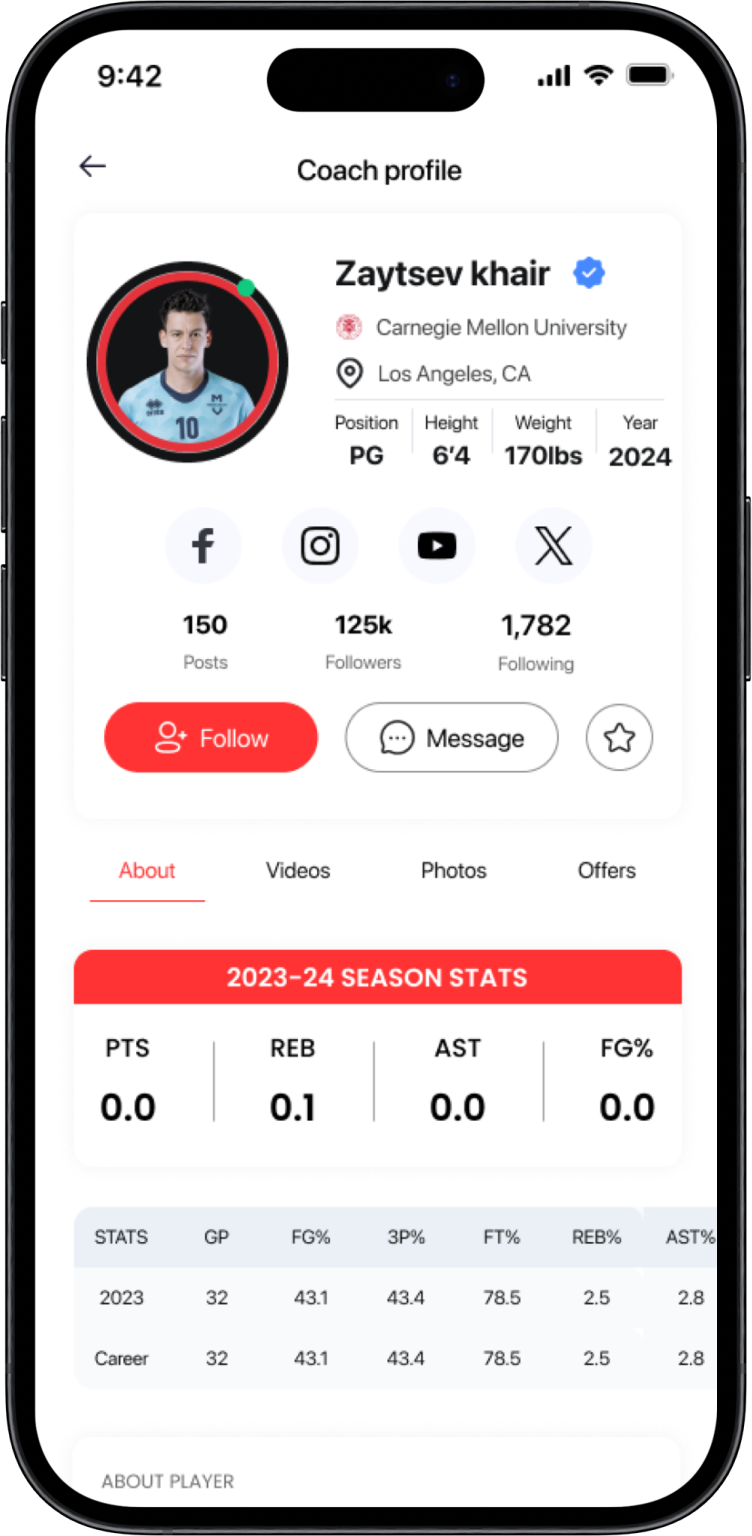 9:42
Coach profile
Zaytsev khair
Carnegie Mellon University
Los Angeles, CA
Position Height Weight Year
PG 6'4 170lbs 2024
10
150 125k 1,782
Posts Followers Following
Follow Message
About Videos Photos Offers
2023-24 SEASON STATS
PTS REB AST FG%
0.0 0.1 0.0 0.0
STATS GP FG% 3P% FT% REB% AST%
2023 32 43.1 43.4 78.5 2.5 2.8
Career 32 43.1 43.4 78.5 2.5 2.8
ABOUT PLAYER